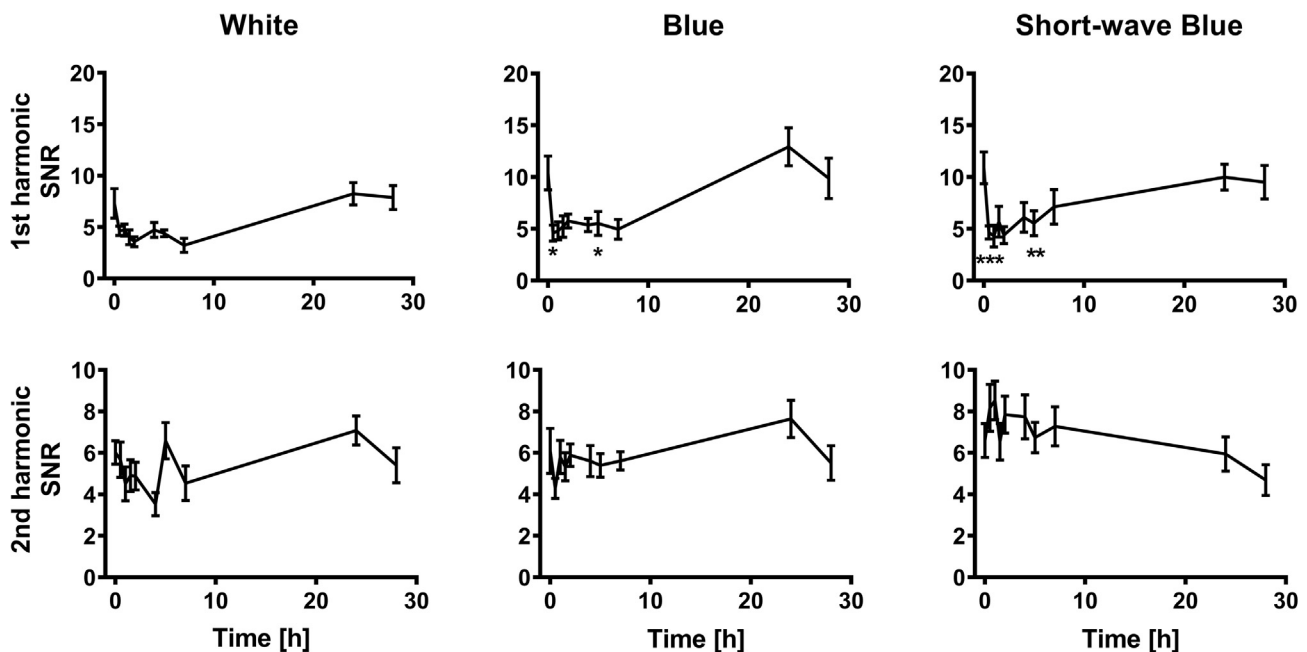 White Blue Short-wave Blue
1st harmonic
SNR
20 20 20
15 15 15
10 10 10
5 5 5
* * *** **
0 0 0
0 10 20 30 0 10 20 30 0 10 20 30
2nd harmonic
SNR
10 10 10
8 8 8
6 6 6
4 4 4
2 2 2
0 0 0
0 10 20 30 0 10 20 30 0 10 20 30
Time [h] Time [h] Time [h]